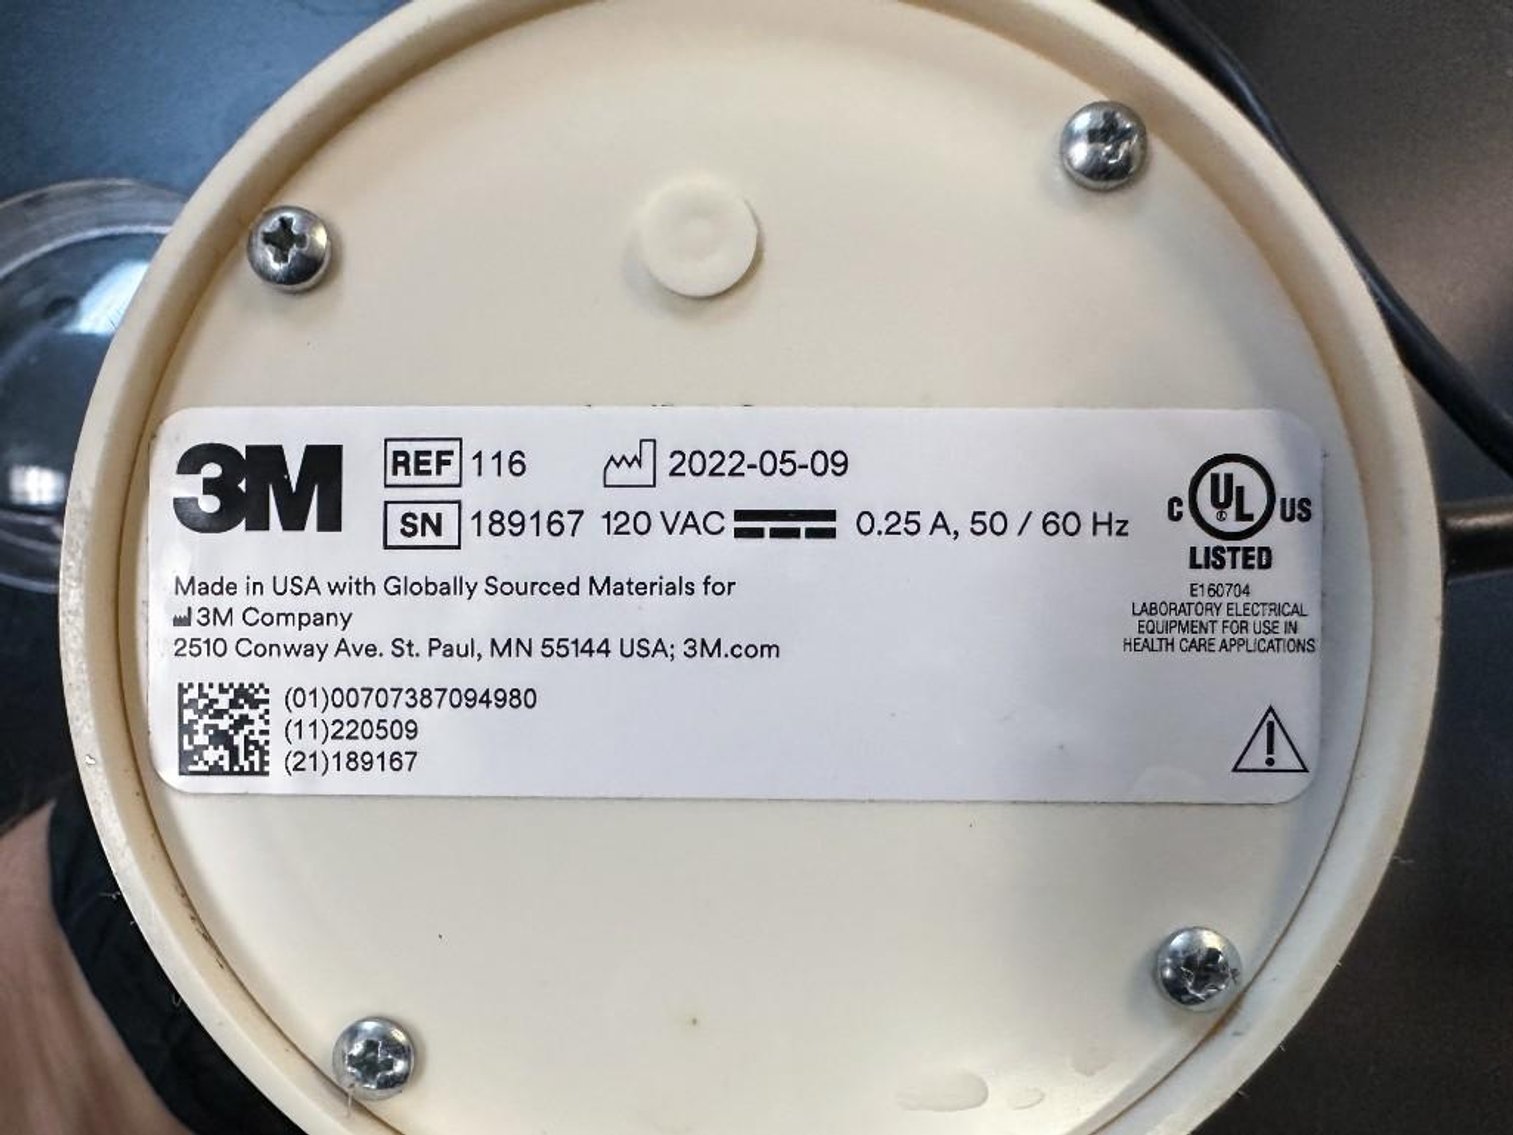 3M
REF 116 2022-05-09
SN 189167 120 VAC 0.25 A, 50 / 60 Hz
Made in USA with Globally Sourced Materials for
3M Company
2510 Conway Ave. St. Paul, MN 55144 USA; 3M.com
(01)00707387094980
(11)220509
(21)189167
C UL US
LISTED
E160704
LABORATORY ELECTRICAL
EQUIPMENT FOR USE IN
HEALTH CARE APPLICATIONS
!